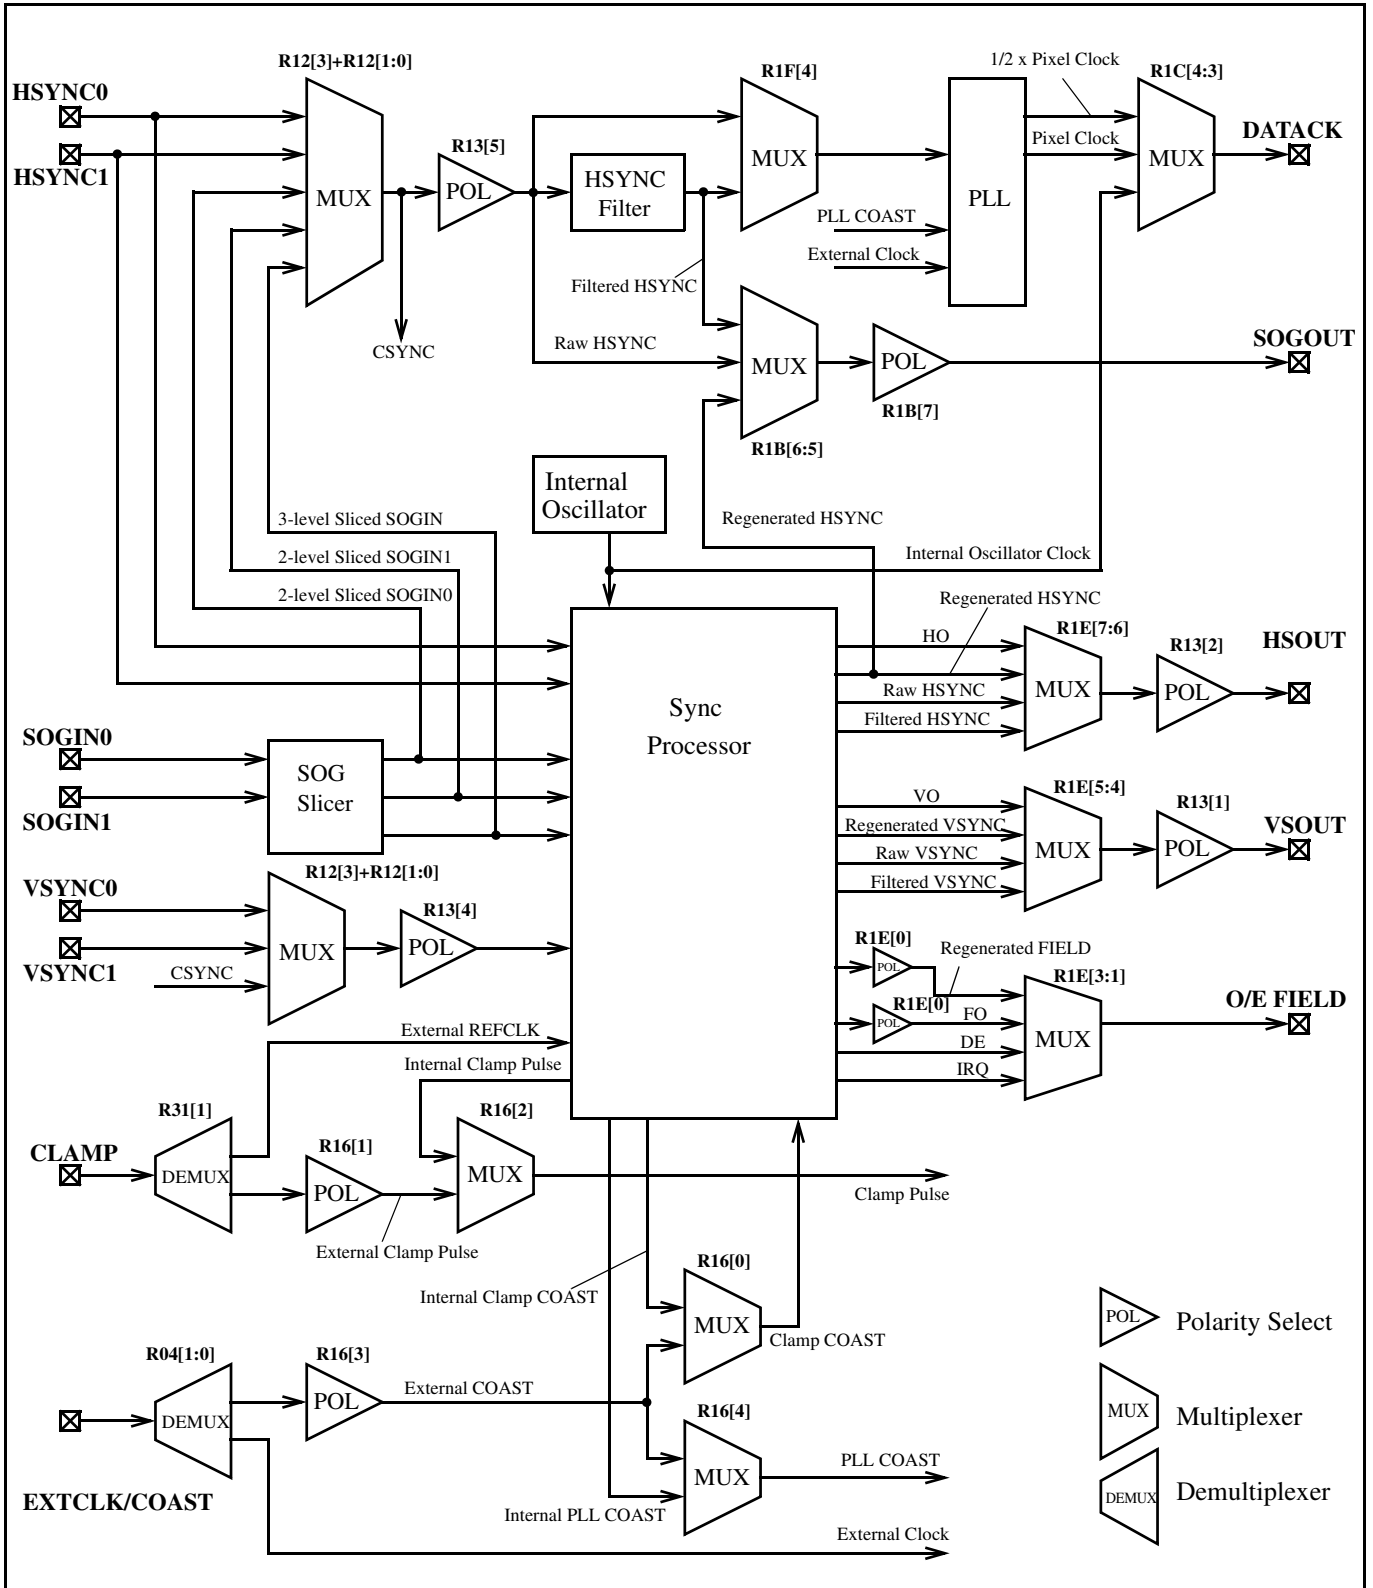 R12[3]+R12[1:0]
HSYNC0
HSYNC1
MUX
R13[5]
POL
HSYNC
Filter
R1F[4]
MUX
1/2 x Pixel Clock
Pixel Clock
PLL
PLL COAST
External Clock
R1C[4:3]
MUX
DATACK
Filtered HSYNC
CSYNC
Raw HSYNC
MUX
R1B[6:5]
POL
R1B[7]
SOGOUT
Internal
Oscillator
Regenerated HSYNC
Internal Oscillator Clock
3-level Sliced SOGIN
2-level Sliced SOGIN1
2-level Sliced SOGIN0
Regenerated HSYNC
HO
Raw HSYNC
Filtered HSYNC
R1E[7:6]
MUX
R13[2]
POL
HSOUT
Sync
Processor
SOGIN0
SOGIN1
SOG
Slicer
VO
Regenerated VSYNC
Raw VSYNC
Filtered VSYNC
R1E[5:4]
MUX
R13[1]
POL
VSOUT
R12[3]+R12[1:0]
VSYNC0
VSYNC1
CSYNC
MUX
R13[4]
POL
R1E[0]
POL
Regenerated FIELD
R1E[0]
POL
FO
DE
IRQ
R1E[3:1]
MUX
O/E FIELD
External REFCLK
Internal Clamp Pulse
R31[1]
CLAMP
DEMUX
R16[1]
POL
External Clamp Pulse
R16[2]
MUX
Clamp Pulse
Internal Clamp COAST
R16[0]
MUX
Clamp COAST
R04[1:0]
DEMUX
EXTCLK/COAST
R16[3]
POL
External COAST
R16[4]
MUX
PLL COAST
Internal PLL COAST
External Clock
POL
Polarity Select
MUX
Multiplexer
DEMUX
Demultiplexer